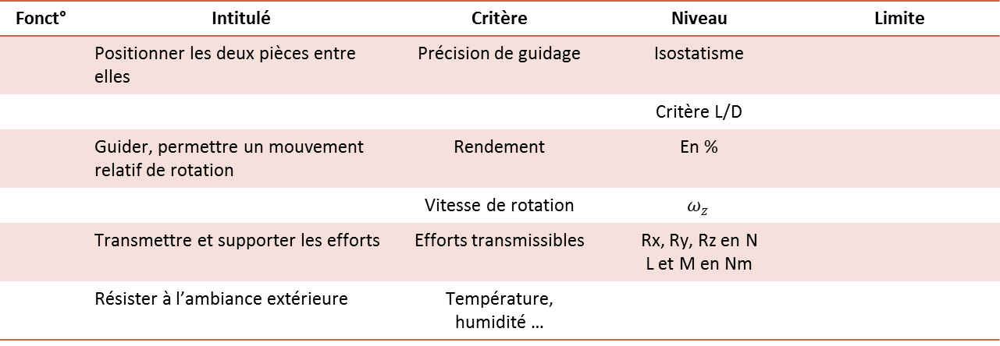 Fonct° Intitulé Critère Niveau Limite
Positionner les deux pièces entre elles Précision de guidage Isostatisme
Critère L/D
Guider, permettre un mouvement relatif de rotation Rendement En %
Vitesse de rotation ω_z
Transmettre et supporter les efforts Efforts transmissibles Rx, Ry, Rz en N
L et M en Nm
Résister à l’ambiance extérieure Température, humidité …